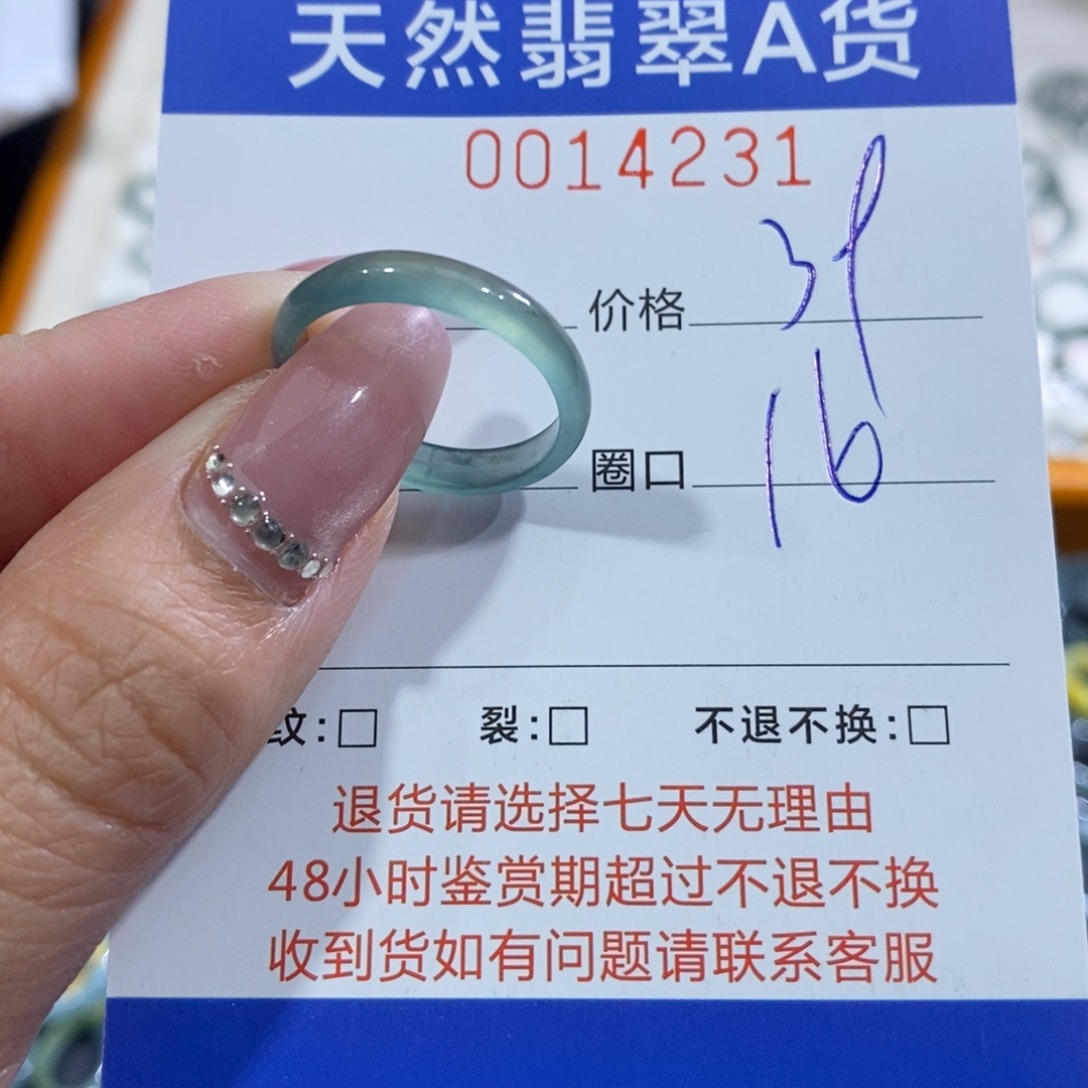 天然翡翠A货
0014231
价格 39
圈口 16
纹:□ 裂:□ 不退不换:□
退货请选择七天无理由
48小时鉴赏期超过不退不换
收到货如有问题请联系客服